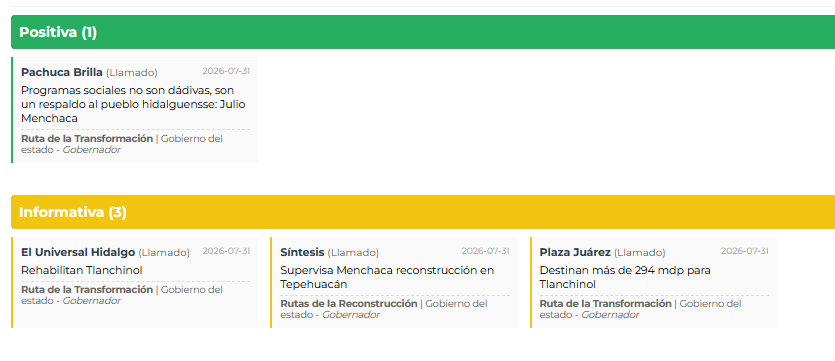 Positiva (1)
Pachuca Brilla (Llamado) 2026-07-31
Programas sociales no son dádivas, son
un respaldo al pueblo hidalguensse: Julio
Menchaca
Ruta de la Transformación | Gobierno del
estado - Gobernador
Informativa (3)
El Universal Hidalgo (Llamado) 2026-07-31
Rehabilitan Tlanchinol
Ruta de la Transformación | Gobierno del
estado - Gobernador
Síntesis (Llamado) 2026-07-31
Supervisa Menchaca reconstrucción en
Tepehuacán
Rutas de la Reconstrucción | Gobierno del
estado - Gobernador
Plaza Juárez (Llamado) 2026-07-31
Destinan más de 294 mdp para
Tlanchinol
Ruta de la Transformación | Gobierno del
estado - Gobernador